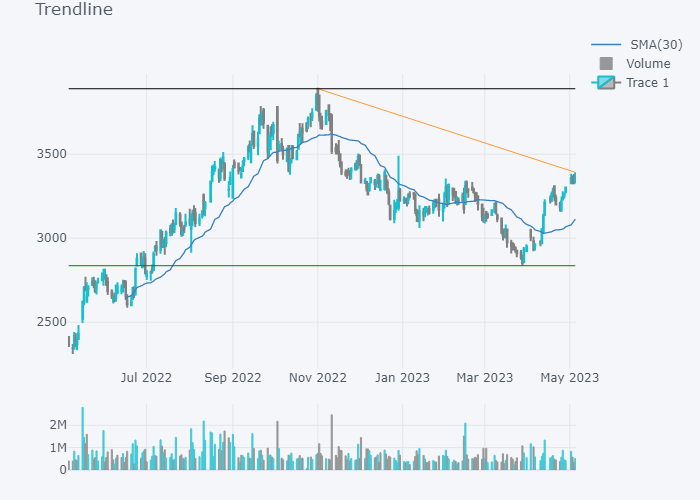 Trendline
SMA(30)
Volume
Trace 1
3500
3000
2500
Jul 2022
Sep 2022
Nov 2022
Jan 2023
Mar 2023
May 2023
2M
1M
0